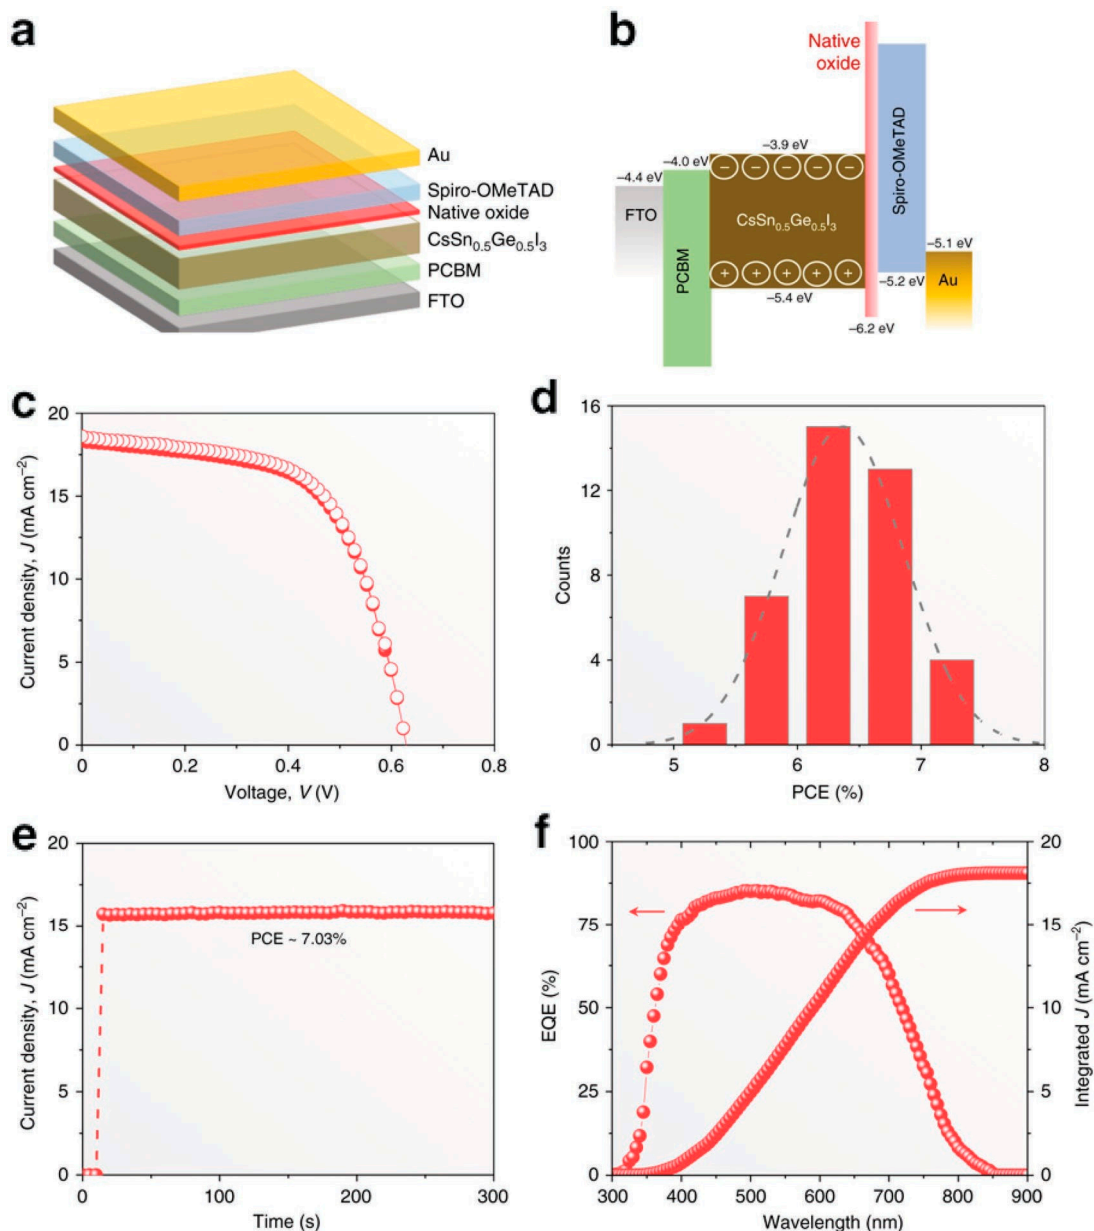 a
Au
Spiro-OMeTAD
Native oxide
CsSn0.5Ge0.5I3
PCBM
FTO
b
Native
oxide
−4.4 eV
−4.0 eV
−3.9 eV
FTO
PCBM
CsSn0.5Ge0.5I3
−5.4 eV
−6.2 eV
Spiro-OMeTAD
−5.2 eV
−5.1 eV
Au
c
Current density, J (mA cm−2)
20
15
10
5
0
0 0.2 0.4 0.6 0.8
Voltage, V (V)
d
Counts
16
12
8
4
0
5 6 7 8
PCE (%)
e
Current density, J (mA cm−2)
20
15
10
5
0
PCE ~ 7.03%
0 100 200 300
Time (s)
f
EQE (%)
100
75
50
25
0
20
15
10
5
0
Integrated J (mA cm−2)
300 400 500 600 700 800 900
Wavelength (nm)